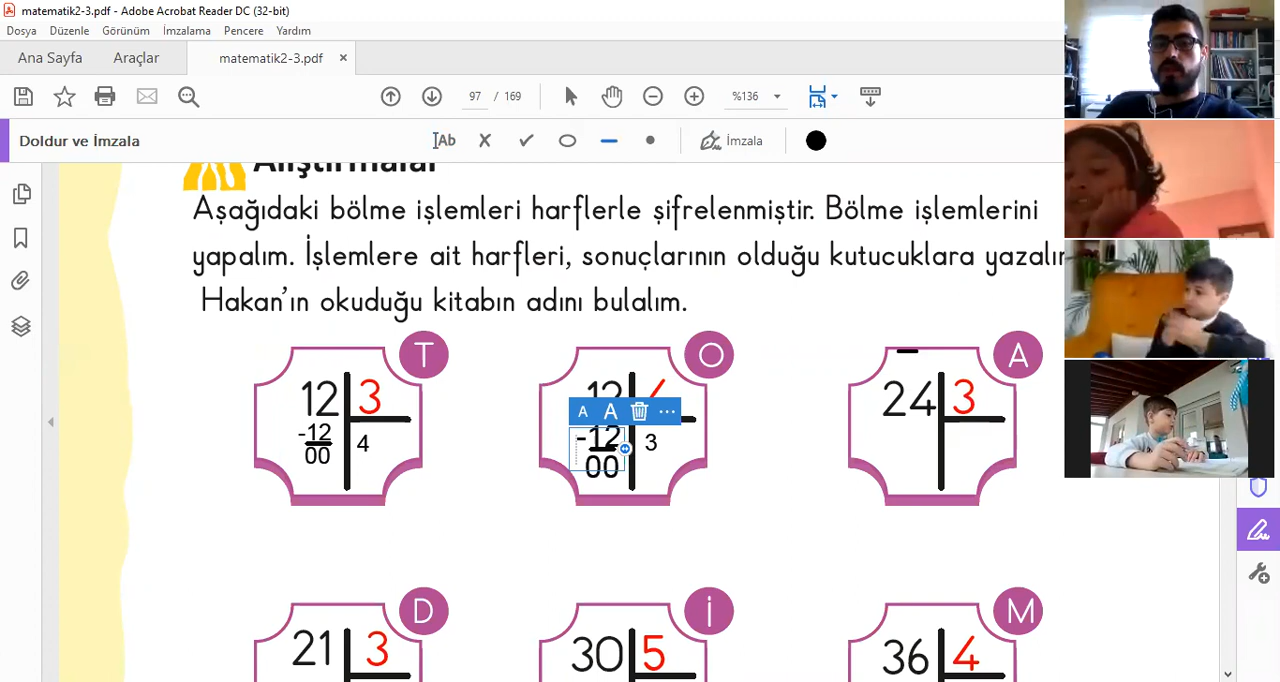 matematik2-3.pdf - Adobe Acrobat Reader DC (32-bit)
Dosya Düzenle Görünüm İmzalama Pencere Yardım
Ana Sayfa Araçlar matematik2-3.pdf ×
97 / 169 %136
Doldur ve İmzala Ab İmzala
Alıştırmalar
Aşağıdaki bölme işlemleri harflerle şifrelenmiştir. Bölme işlemlerini
yapalım. İşlemlere ait harfleri, sonuçlarının olduğu kutucuklara
Hakan'ın okuduğu kitabın adını bulalım.
T O A
12 3 12 24 3
A A ...
-12 4 -12 3
00 00
D İ M
21 3 30 5 36 4